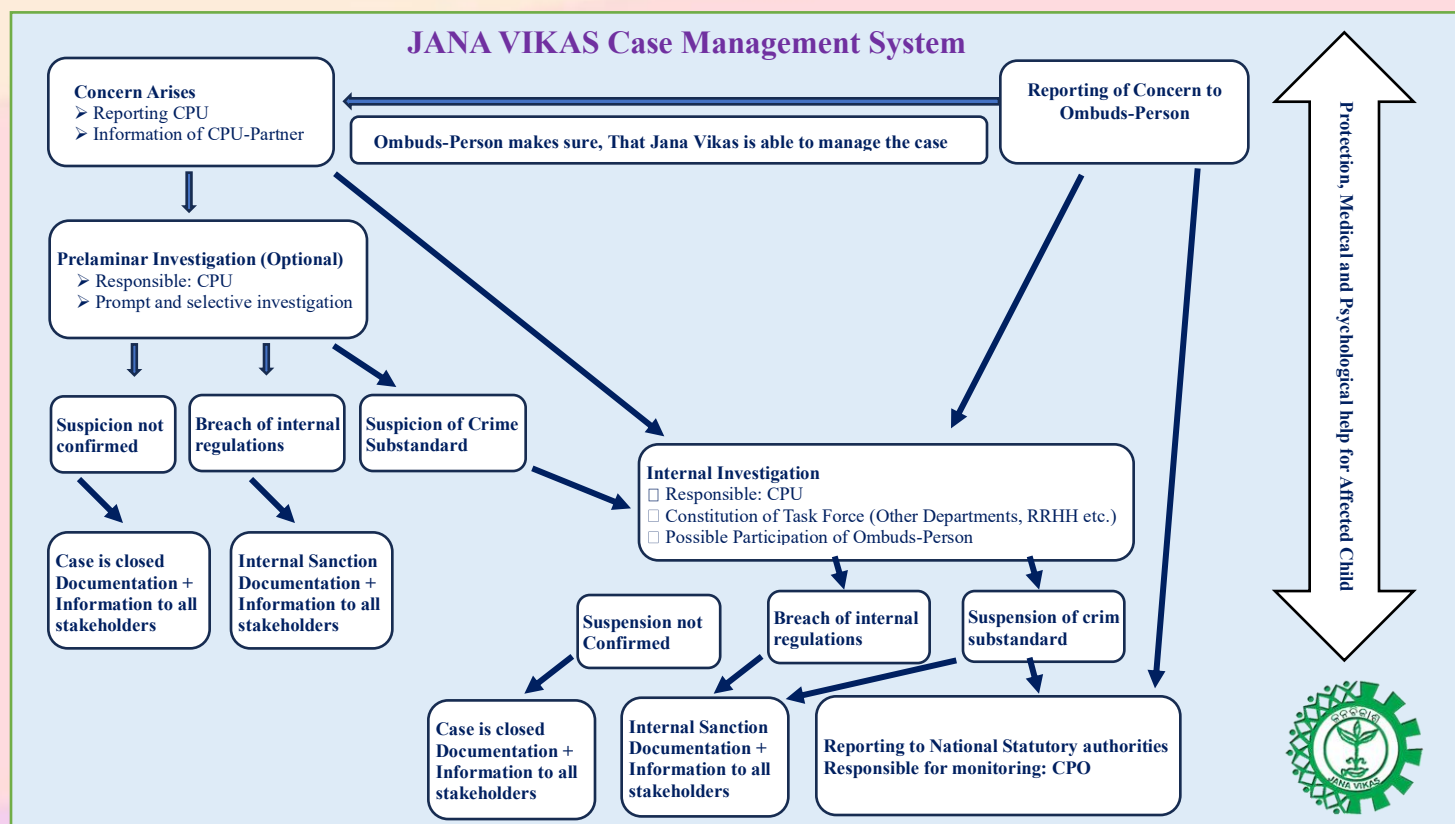 JANA VIKAS Case Management System
Concern Arises
➢ Reporting CPU
➢ Information of CPU-Partner
Reporting of Concern to
Ombuds-Person
Ombuds-Person makes sure, That Jana Vikas is able to manage the case
Protection, Medical and Psychological help for Affected Child
Prelaminar Investigation (Optional)
➢ Responsible: CPU
➢ Prompt and selective investigation
Suspicion not
confirmed
Breach of internal
regulations
Suspicion of Crime
Substandard
Internal Investigation
□ Responsible: CPU
□ Constitution of Task Force (Other Departments, RRHH etc.)
□ Possible Participation of Ombuds-Person
Case is closed
Documentation +
Information to all
stakeholders
Internal Sanction
Documentation +
Information to all
stakeholders
Suspension not
Confirmed
Breach of internal
regulations
Suspension of crim
substandard
Case is closed
Documentation +
Information to all
stakeholders
Internal Sanction
Documentation +
Information to all
stakeholders
Reporting to National Statutory authorities
Responsible for monitoring: CPO
JANA VIKAS